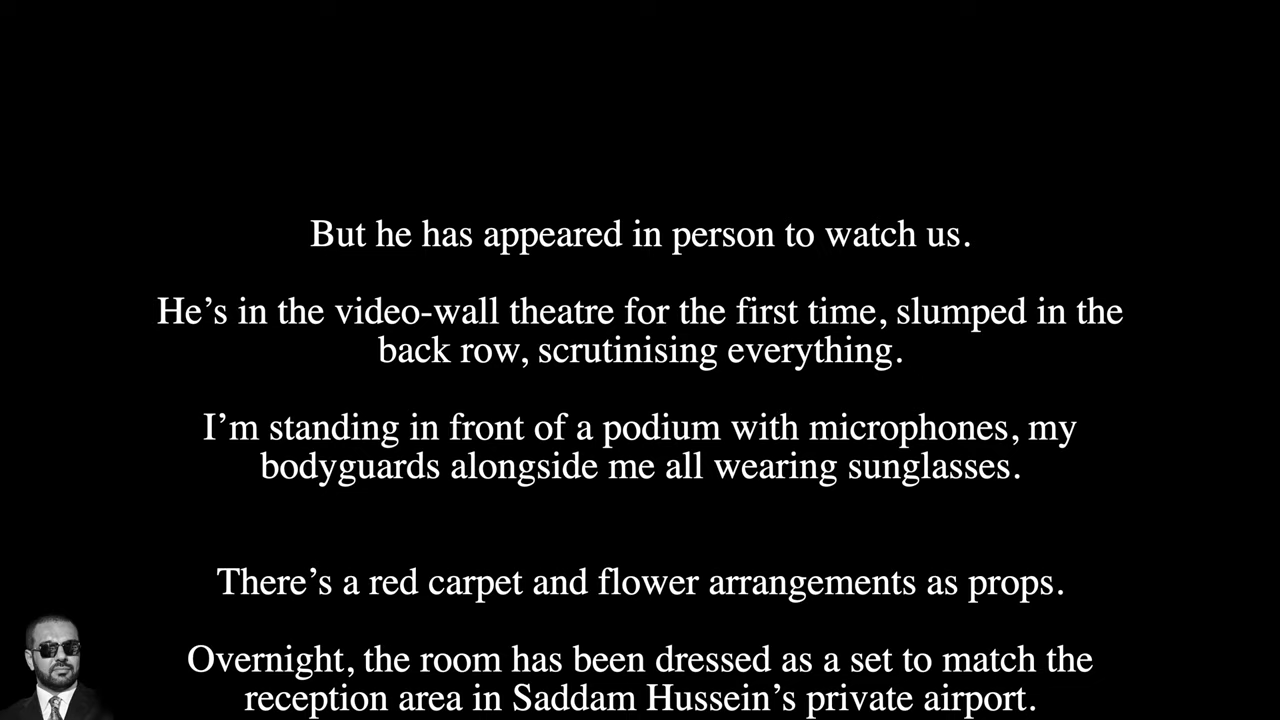 But he has appeared in person to watch us.
He’s in the video-wall theatre for the first time, slumped in the
back row, scrutinising everything.
I’m standing in front of a podium with microphones, my
bodyguards alongside me all wearing sunglasses.
There’s a red carpet and flower arrangements as props.
Overnight, the room has been dressed as a set to match the
reception area in Saddam Hussein’s private airport.